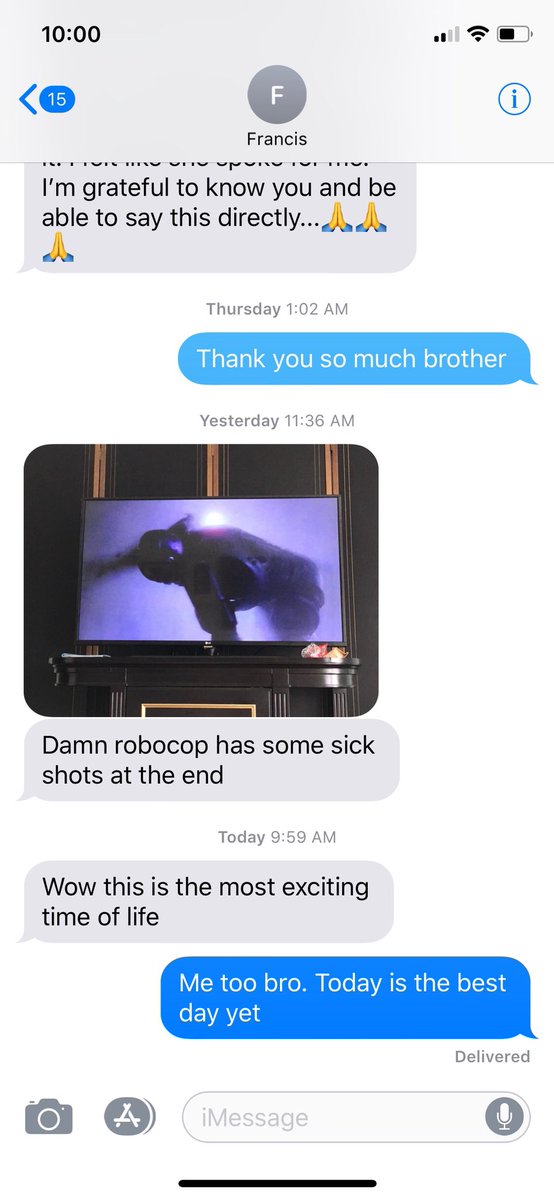 10:00
15
F
Francis
I’m grateful to know you and be
able to say this directly...🙏🙏
🙏
Thursday 1:02 AM
Thank you so much brother
Yesterday 11:36 AM
Damn robocop has some sick
shots at the end
Today 9:59 AM
Wow this is the most exciting
time of life
Me too bro. Today is the best
day yet
Delivered
iMessage